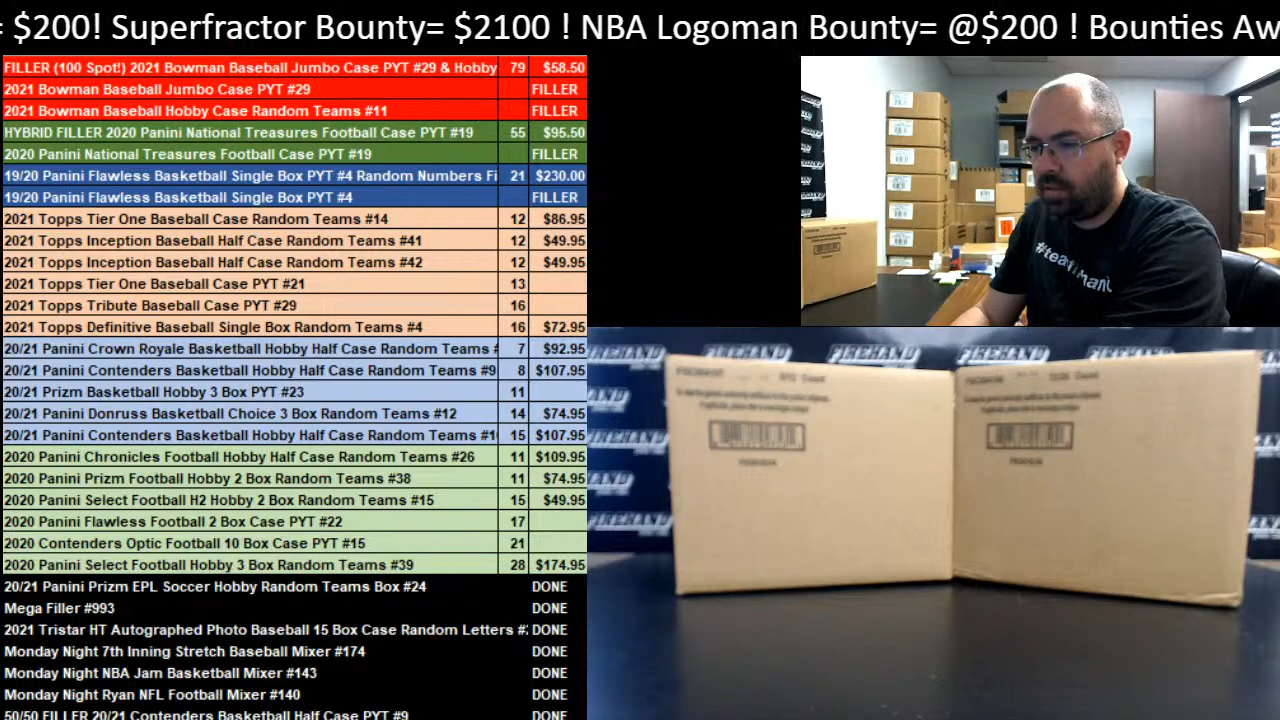 = $200! Superfractor Bounty= $2100 ! NBA Logoman Bounty= @$200 ! Bounties Aw
FILLER (100 Spot!) 2021 Bowman Baseball Jumbo Case PYT #29 & Hobby 79 $58.50
2021 Bowman Baseball Jumbo Case PYT #29 FILLER
2021 Bowman Baseball Hobby Case Random Teams #11 FILLER
HYBRID FILLER 2020 Panini National Treasures Football Case PYT #19 55 $95.50
2020 Panini National Treasures Football Case PYT #19 FILLER
19/20 Panini Flawless Basketball Single Box PYT #4 Random Numbers Fi 21 $230.00
19/20 Panini Flawless Basketball Single Box PYT #4 FILLER
2021 Topps Tier One Baseball Case Random Teams #14 12 $86.95
2021 Topps Inception Baseball Half Case Random Teams #41 12 $49.95
2021 Topps Inception Baseball Half Case Random Teams #42 12 $49.95
2021 Topps Tier One Baseball Case PYT #21 13
2021 Topps Tribute Baseball Case PYT #29 16
2021 Topps Definitive Baseball Single Box Random Teams #4 16 $72.95
20/21 Panini Crown Royale Basketball Hobby Half Case Random Teams # 7 $92.95
20/21 Panini Contenders Basketball Hobby Half Case Random Teams #9 8 $107.95
20/21 Prizm Basketball Hobby 3 Box PYT #23 11
20/21 Panini Donruss Basketball Choice 3 Box Random Teams #12 14 $74.95
20/21 Panini Contenders Basketball Hobby Half Case Random Teams #1 15 $107.95
2020 Panini Chronicles Football Hobby Half Case Random Teams #26 11 $109.95
2020 Panini Prizm Football Hobby 2 Box Random Teams #38 11 $74.95
2020 Panini Select Football H2 Hobby 2 Box Random Teams #15 15 $49.95
2020 Panini Flawless Football 2 Box Case PYT #22 17
2020 Contenders Optic Football 10 Box Case PYT #15 21
2020 Panini Select Football Hobby 3 Box Random Teams #39 28 $174.95
20/21 Panini Prizm EPL Soccer Hobby Random Teams Box #24 DONE
Mega Filler #993 DONE
2021 Tristar HT Autographed Photo Baseball 15 Box Case Random Letters #: DONE
Monday Night 7th Inning Stretch Baseball Mixer #174 DONE
Monday Night NBA Jam Basketball Mixer #143 DONE
Monday Night Ryan NFL Football Mixer #140 DONE
50/50 FILLER 20/21 Contenders Basketball Half Case PYT #9 DONE
FIREHAND FIREHAND FIREHAND